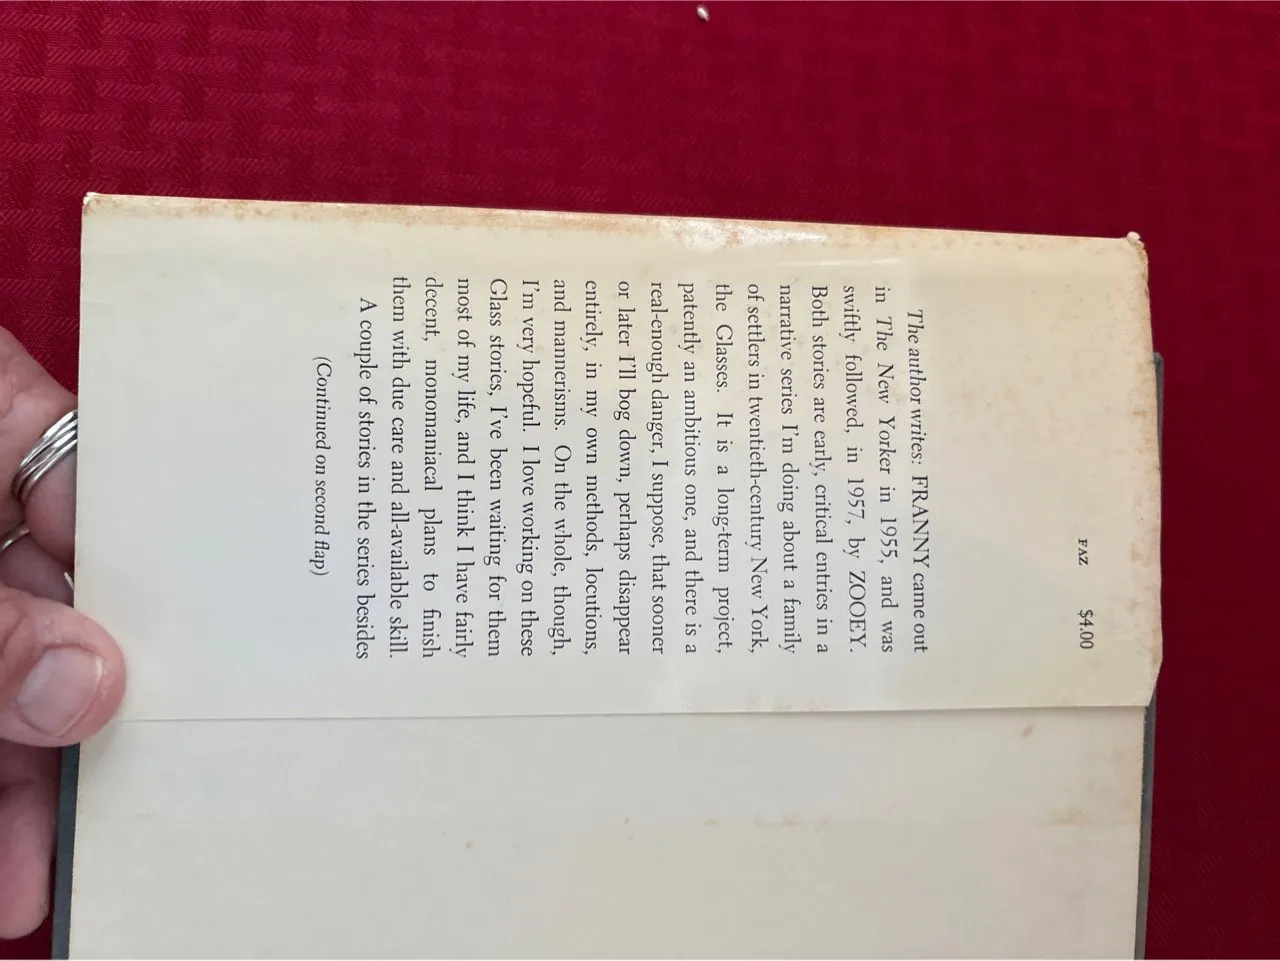 FAZ $4.00
The author writes: FRANNY came out
in The New Yorker in 1955, and was
swiftly followed, in 1957, by ZOOEY.
Both stories are early, critical entries in a
narrative series I'm doing about a family
of settlers in twentieth-century New York,
the Glasses. It is a long-term project,
patently an ambitious one, and there is a
real-enough danger, I suppose, that sooner
or later I'll bog down, perhaps disappear
entirely, in my own methods, locutions,
and mannerisms. On the whole, though,
I'm very hopeful. I love working on these
Glass stories, I've been waiting for them
most of my life, and I think I have fairly
decent, monomaniacal plans to finish
them with due care and all-available skill.
A couple of stories in the series besides
(Continued on second flap)